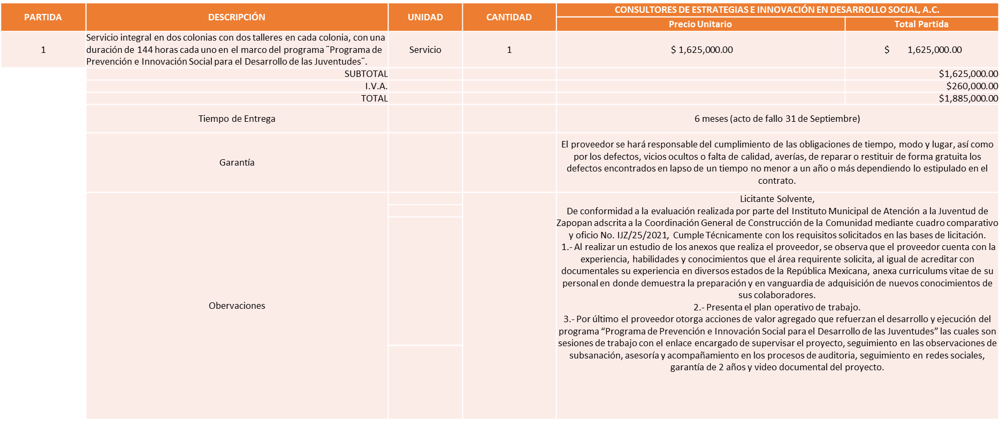 PARTIDA
DESCRIPCIÓN
UNIDAD
CANTIDAD
CONSULTORES DE ESTRATEGIAS E INNOVACIÓN EN DESARROLLO SOCIAL, A.C.
Precio Unitario
Total Partida
1
Servicio integral en dos colonias con dos talleres en cada colonia, con una
duración de 144 horas cada uno en el marco del programa ¨Programa de
Prevención e Innovación Social para el Desarrollo de las Juventudes¨.
Servicio
1
$ 1,625,000.00
$ 1,625,000.00
SUBTOTAL
$1,625,000.00
I.V.A.
$260,000.00
TOTAL
$1,885,000.00
Tiempo de Entrega
6 meses (acto de fallo 31 de Septiembre)
Garantía
El proveedor se hará responsable del cumplimiento de las obligaciones de tiempo, modo y lugar, así como
por los defectos, vicios ocultos o falta de calidad, averías, de reparar o restituir de forma gratuita los
defectos encontrados en lapso de un tiempo no menor a un año o más dependiendo lo estipulado en el
contrato.
Obervaciones
Licitante Solvente,
De conformidad a la evaluación realizada por parte del Instituto Municipal de Atención a la Juventud de
Zapopan adscrita a la Coordinación General de Construcción de la Comunidad mediante cuadro comparativo
y oficio No. IJZ/25/2021, Cumple Técnicamente con los requisitos solicitados en las bases de licitación.
1.- Al realizar un estudio de los anexos que realiza el proveedor, se observa que el proveedor cuenta con la
experiencia, habilidades y conocimientos que el área requirente solicita, al igual de acreditar con
documentales su experiencia en diversos estados de la República Mexicana, anexa curriculums vitae de su
personal en donde demuestra la preparación y en vanguardia de adquisición de nuevos conocimientos de
sus colaboradores.
2.- Presenta el plan operativo de trabajo.
3.- Por último el proveedor otorga acciones de valor agregado que refuerzan el desarrollo y ejecución del
programa “Programa de Prevención e Innovación Social para el Desarrollo de las Juventudes” las cuales son
sesiones de trabajo con el enlace encargado de supervisar el proyecto, seguimiento en las observaciones de
subsanación, asesoría y acompañamiento en los procesos de auditoria, seguimiento en redes sociales,
garantía de 2 años y video documental del proyecto.